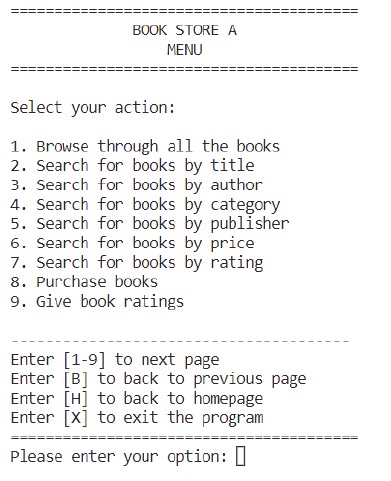 =======================================
BOOK STORE A
MENU
=======================================
Select your action:
1. Browse through all the books
2. Search for books by title
3. Search for books by author
4. Search for books by category
5. Search for books by publisher
6. Search for books by price
7. Search for books by rating
8. Purchase books
9. Give book ratings
--------------------------------------
Enter [1-9] to next page
Enter [B] to back to previous page
Enter [H] to back to homepage
Enter [X] to exit the program
=======================================
Please enter your option: